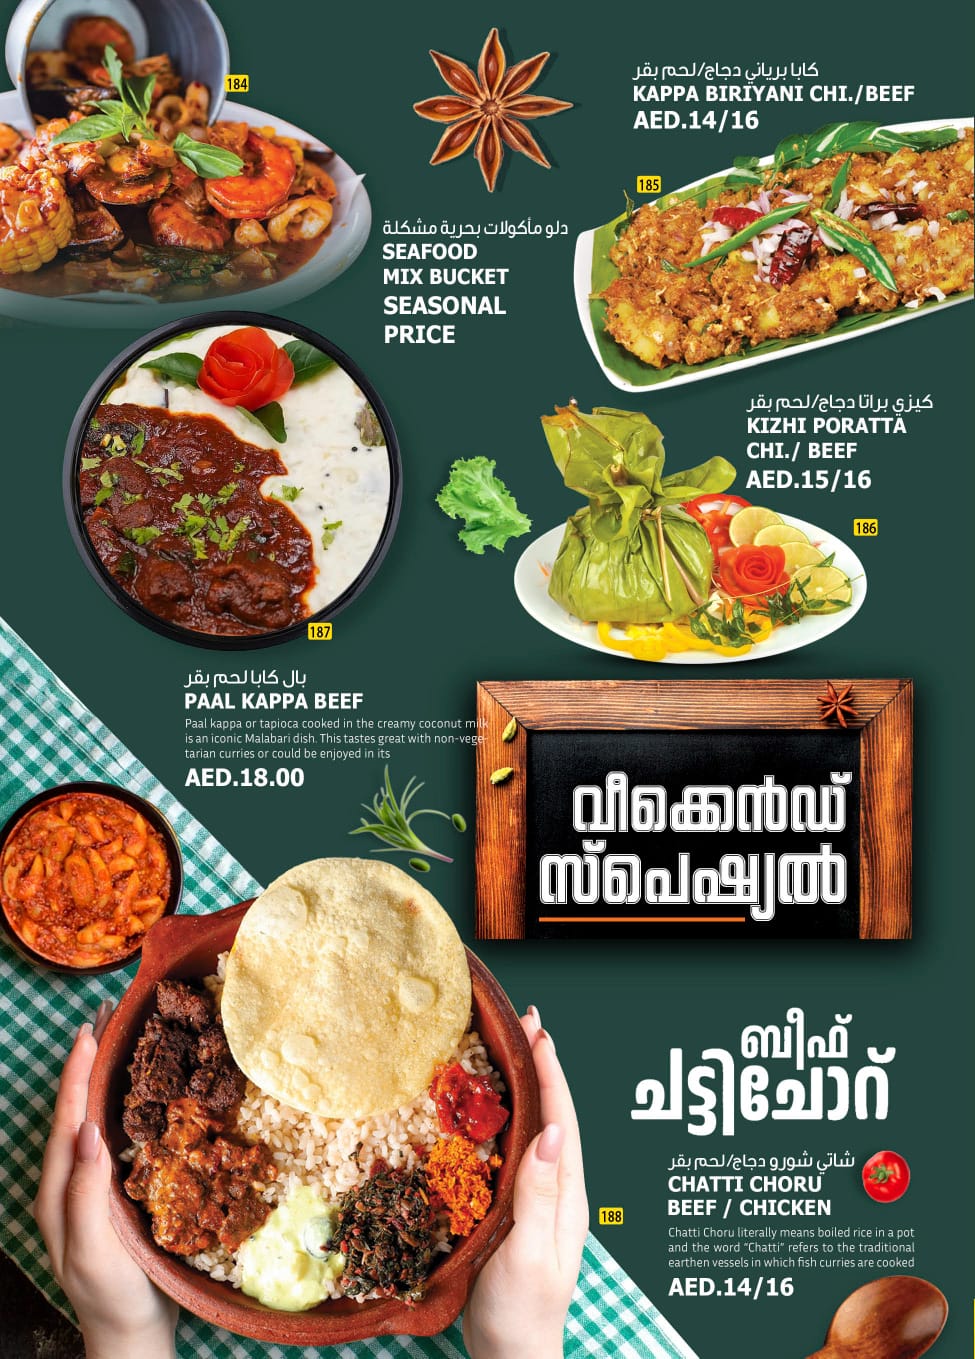 184
كابا برياني دجاج/لحم بقر
KAPPA BIRIYANI CHI./BEEF
AED.14/16
185
دلو مأكولات بحرية مشكلة
SEAFOOD
MIX BUCKET
SEASONAL
PRICE
كيزي براتا دجاج/لحم بقر
KIZHI PORATTA
CHI./ BEEF
AED.15/16
186
187
بال كابا لحم بقر
PAAL KAPPA BEEF
Paal kappa or tapioca cooked in the creamy coconut milk
is an iconic Malabari dish. This tastes great with non-vege-
tarian curries or could be enjoyed in its
AED.18.00
വീക്കെൻഡ്
സ്പെഷ്യൽ
ബീഫ്
ചട്ടിചോറ്
شاتي شورو دجاج/لحم بقر
CHATTI CHORU
BEEF / CHICKEN
188
Chatti Choru literally means boiled rice in a pot
and the word “Chatti” refers to the traditional
earthen vessels in which fish curries are cooked
AED.14/16